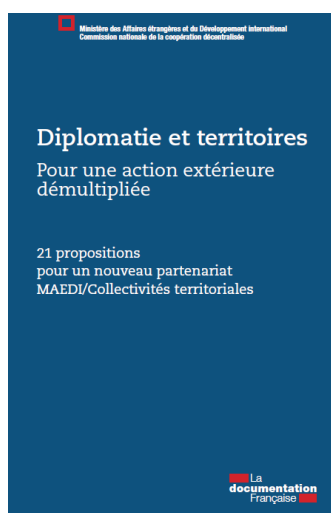 Ministère des Affaires étrangères et du Développement international
Commission nationale de la coopération décentralisée
Diplomatie et territoires
Pour une action extérieure
démultipliée
21 propositions
pour un nouveau partenariat
MAEDI/Collectivités territoriales
La
documentation
Française